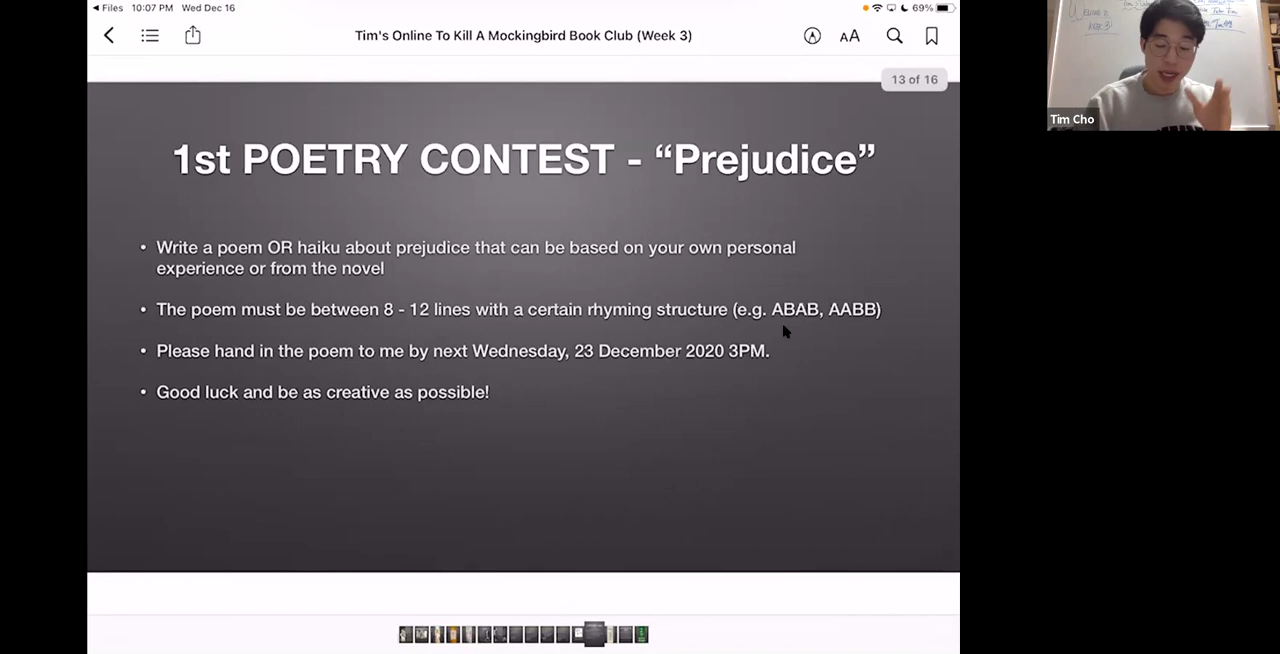 Files 10:07 PM Wed Dec 16
69%
AA
Tim's Online To Kill A Mockingbird Book Club (Week 3)
13 of 16
1st POETRY CONTEST - “Prejudice”
• Write a poem OR haiku about prejudice that can be based on your own personal
experience or from the novel
• The poem must be between 8 - 12 lines with a certain rhyming structure (e.g. ABAB, AABB)
• Please hand in the poem to me by next Wednesday, 23 December 2020 3PM.
• Good luck and be as creative as possible!
Tim Cho